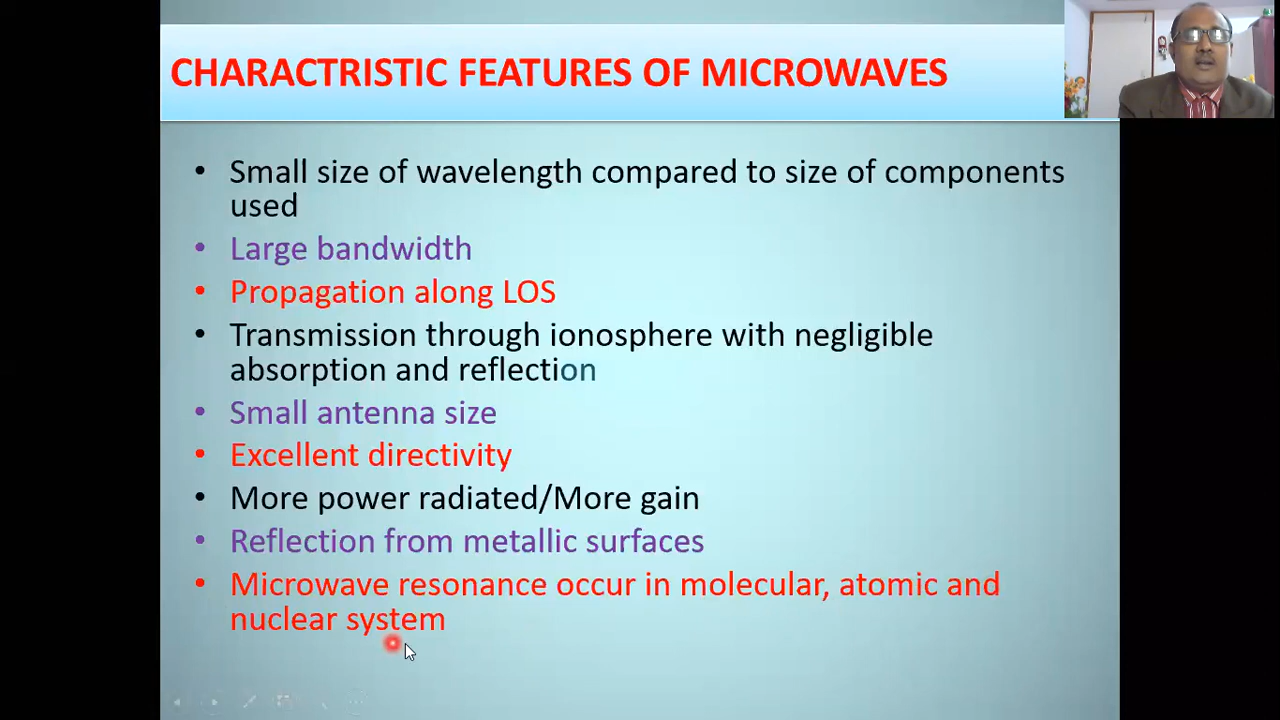 CHARACTRISTIC FEATURES OF MICROWAVES
• Small size of wavelength compared to size of components
used
• Large bandwidth
• Propagation along LOS
• Transmission through ionosphere with negligible
absorption and reflection
• Small antenna size
• Excellent directivity
• More power radiated/More gain
• Reflection from metallic surfaces
• Microwave resonance occur in molecular, atomic and
nuclear system